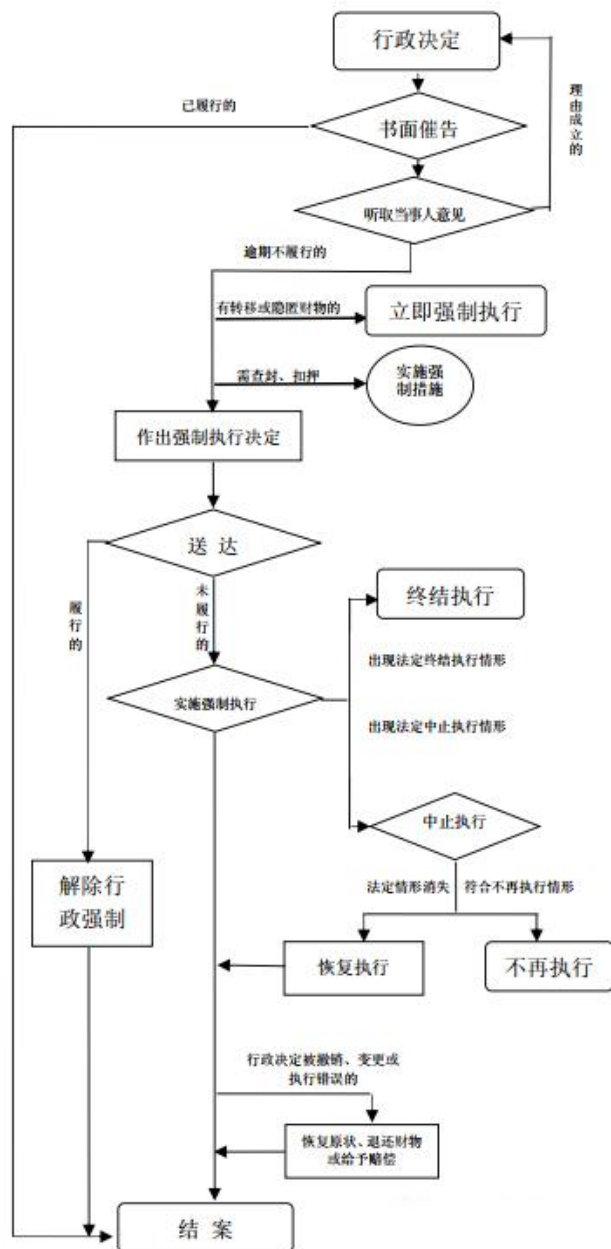 行政决定
已履行的
理由成立的
书面催告
听取当事人意见
逾期不履行的
有转移或隐匿财物的
立即强制执行
需查封、扣押
实施强
制措施
作出强制执行决定
送 达
履行的
未履行的
终结执行
出现法定终结执行情形
实施强制执行
出现法定中止执行情形
中止执行
法定情形消失
符合不再执行情形
解除行
政强制
恢复执行
不再执行
行政决定被撤销、变更或
执行错误的
恢复原状、退还财物
或给予赔偿
结 案